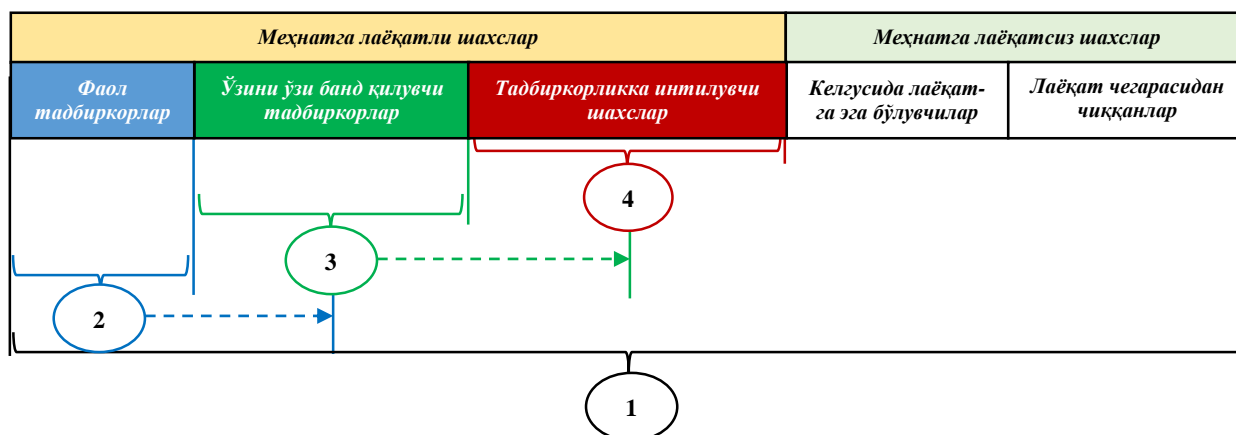 Меҳнатга лаёқатли шахслар
Меҳнатга лаёқатсиз шахслар
Фаол
тадбиркорлар
Ўзини ўзи банд қилувчи
тадбиркорлар
Тадбиркорликка интилувчи
шахслар
Келгусида лаёқат-
га эга бўлувчилар
Лаёқат чегарасидан
чиққанлар
4
3
2
1